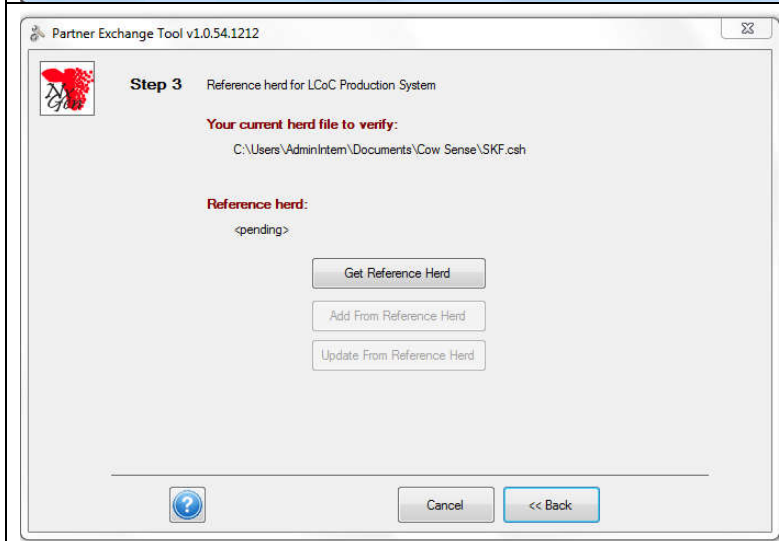 Partner Exchange Tool v1.0.54.1212
Nx
Gen
Step 3 Reference herd for LCoC Production System
Your current herd file to verify:
C:\Users\AdminIntern\Documents\Cow Sense\SKF.csh
Reference herd:
<pending>
Get Reference Herd
Add From Reference Herd
Update From Reference Herd
? Cancel << Back